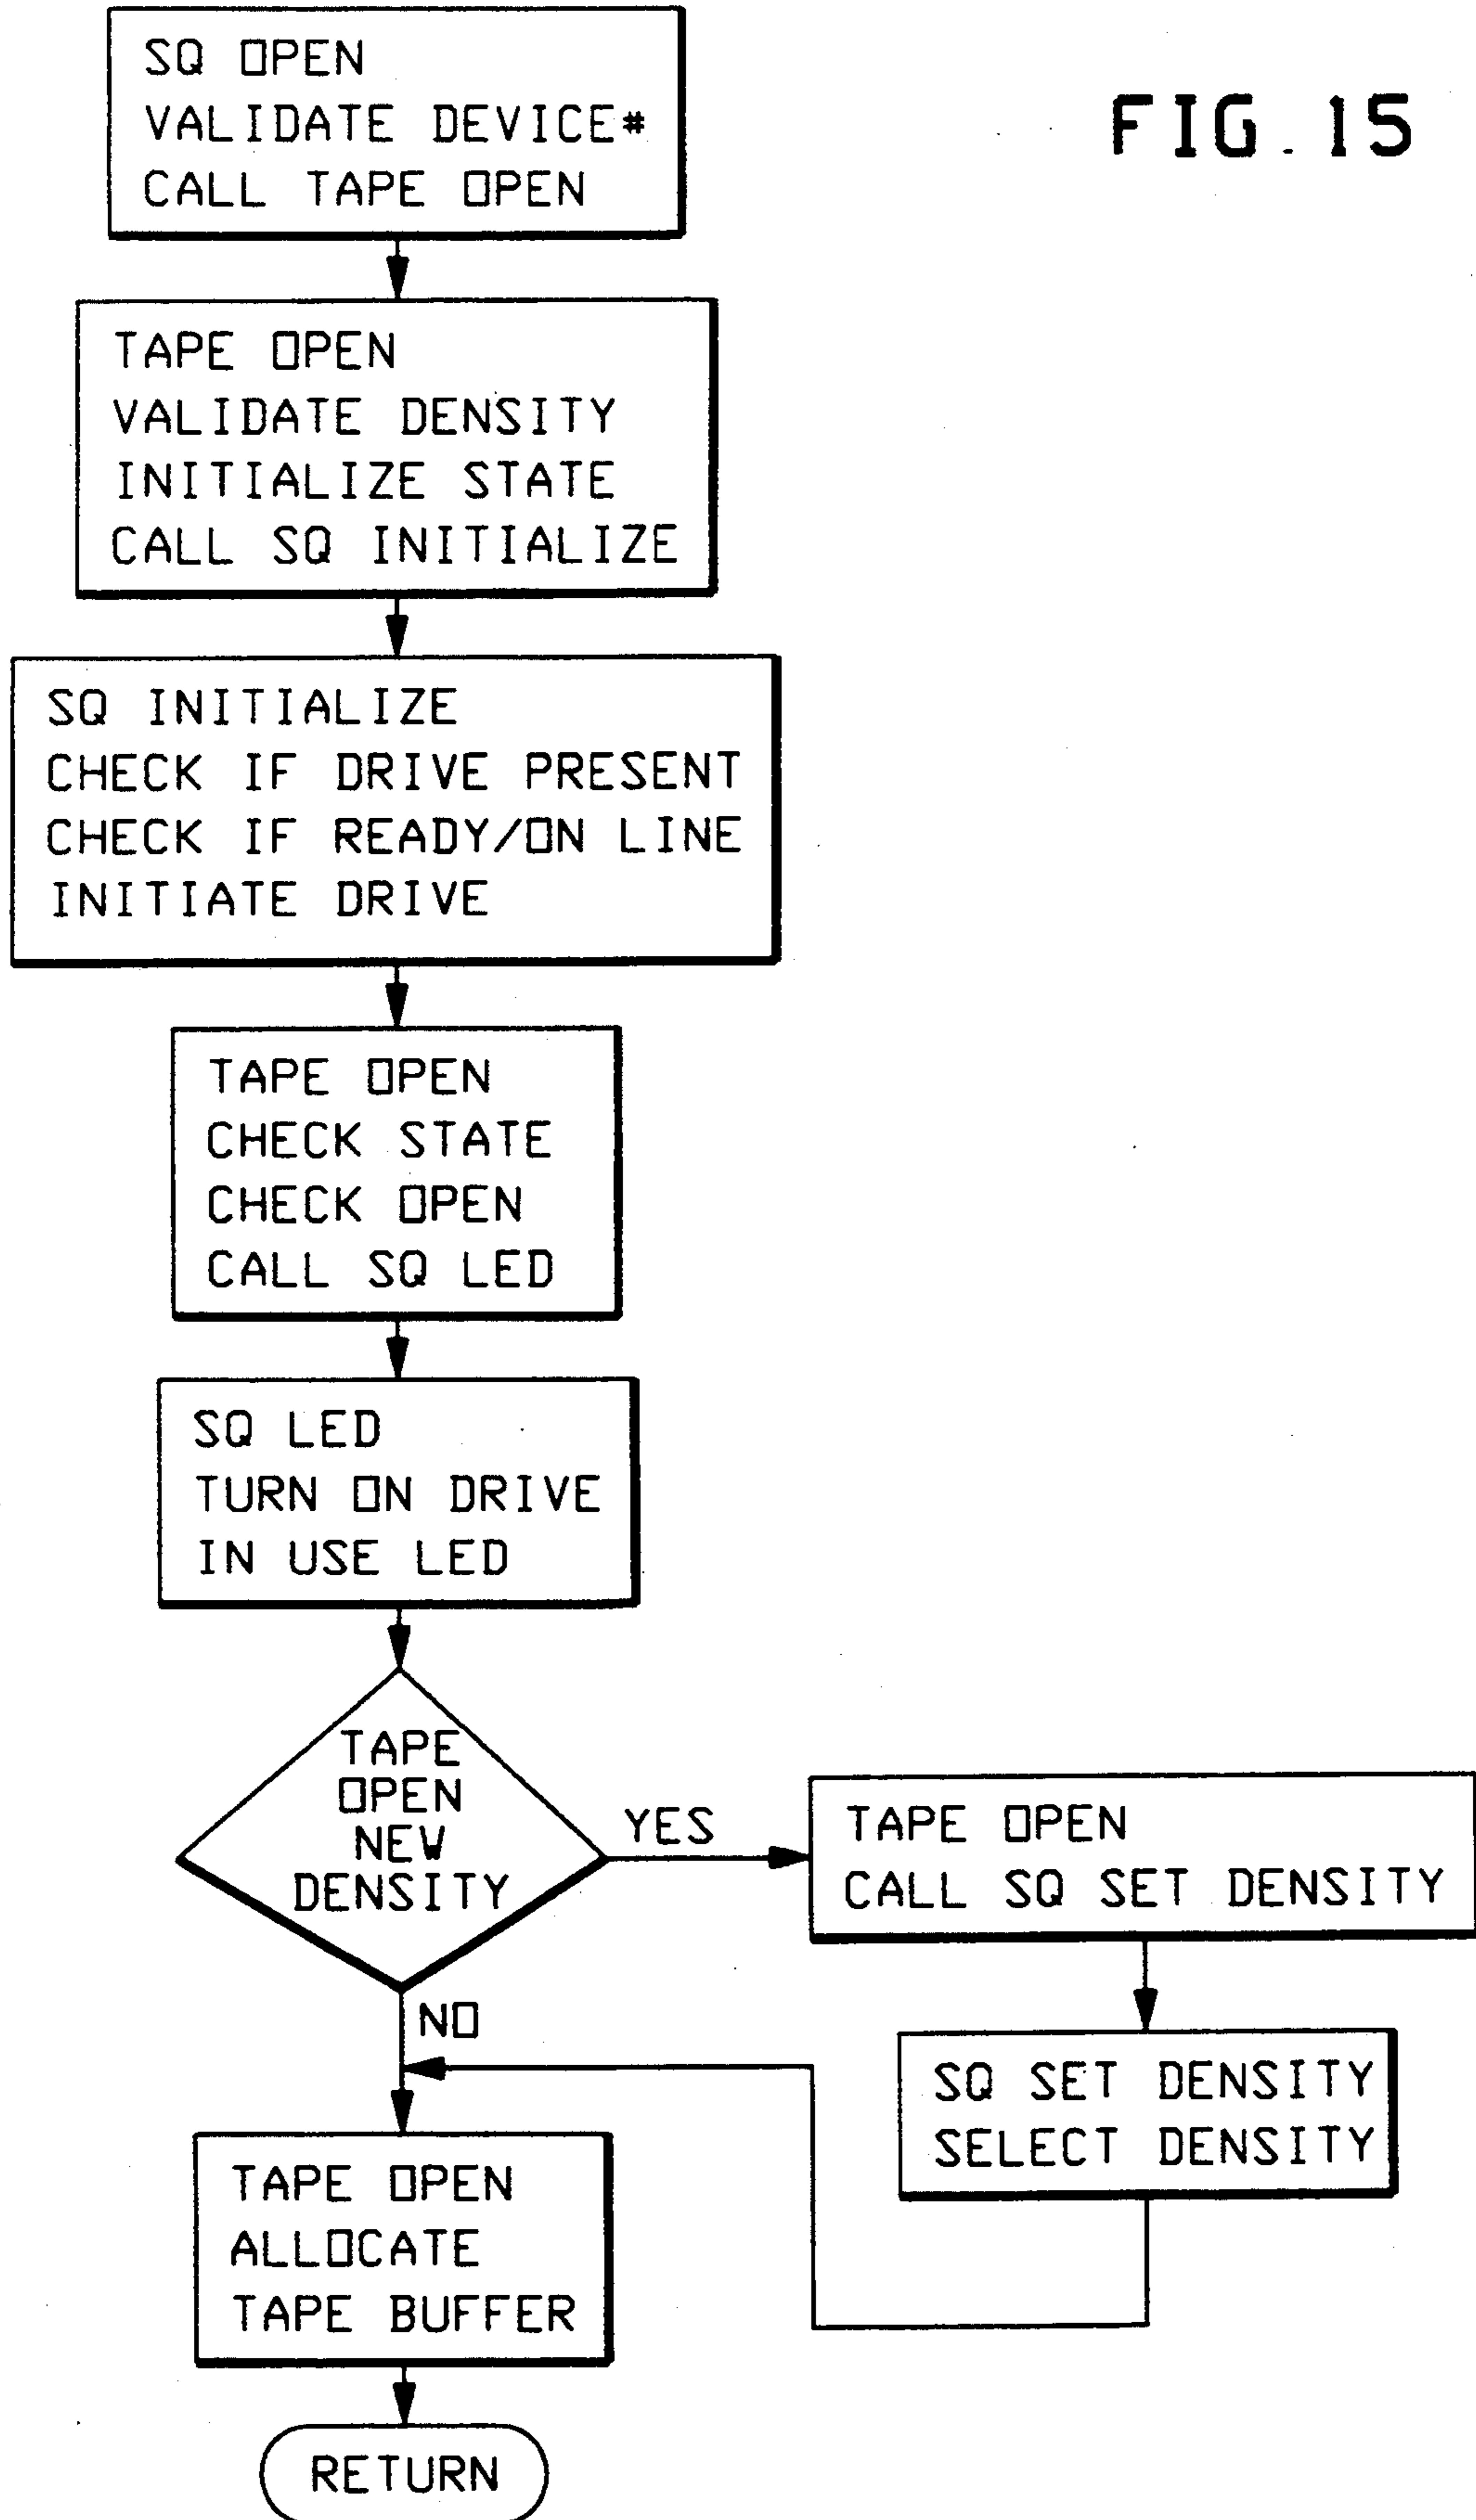 FIG. 15
SQ OPEN
VALIDATE DEVICE#
CALL TAPE OPEN
TAPE OPEN
VALIDATE DENSITY
INITIALIZE STATE
CALL SQ INITIALIZE
SQ INITIALIZE
CHECK IF DRIVE PRESENT
CHECK IF READY/ON LINE
INITIATE DRIVE
TAPE OPEN
CHECK STATE
CHECK OPEN
CALL SQ LED
SQ LED
TURN ON DRIVE
IN USE LED
TAPE
OPEN
NEW
DENSITY
YES
TAPE OPEN
CALL SQ SET DENSITY
NO
SQ SET DENSITY
SELECT DENSITY
TAPE OPEN
ALLOCATE
TAPE BUFFER
RETURN